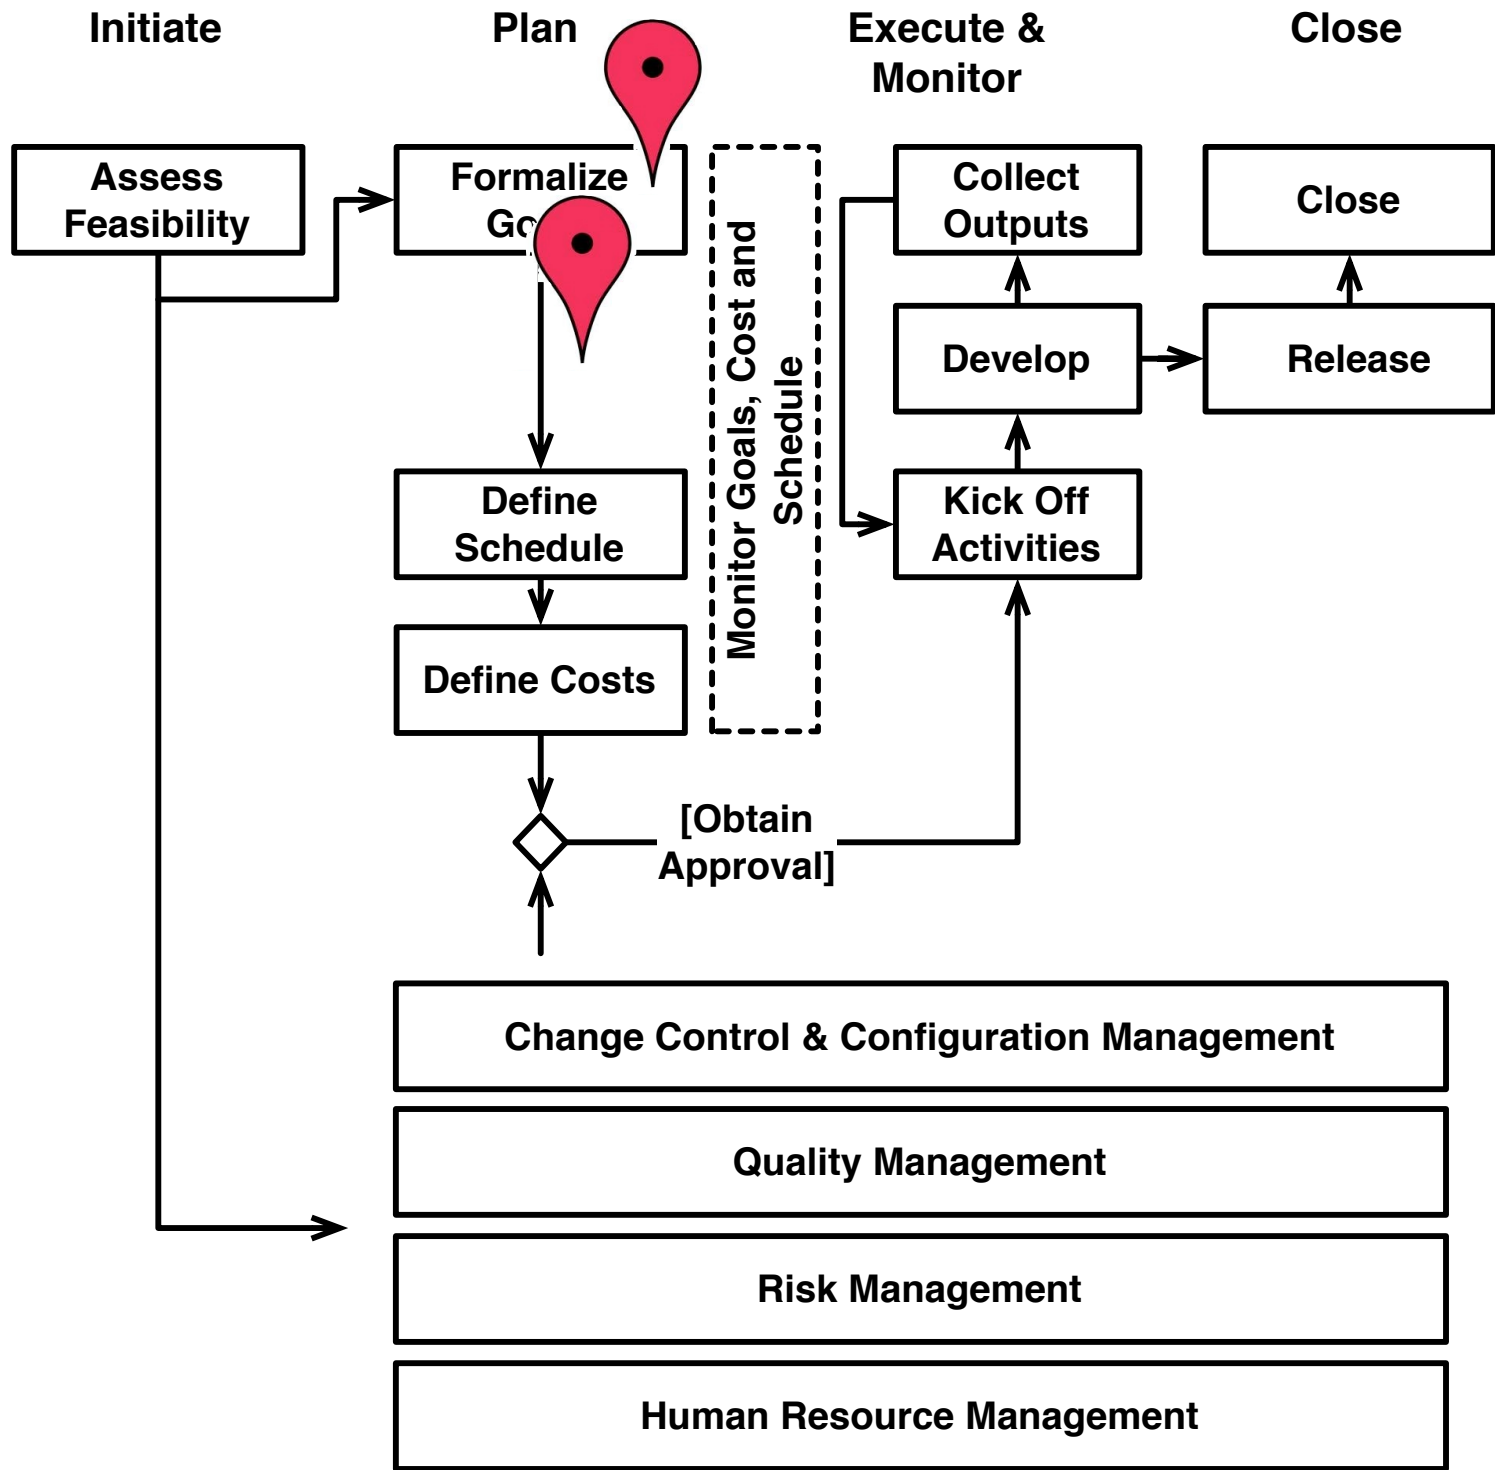 Initiate
Plan
Execute &
Monitor
Close
Assess
Feasibility
Formalize
Monitor Goals, Cost and
Schedule
Collect
Outputs
Close
Develop
Release
Define
Schedule
Kick Off
Activities
Define Costs
[Obtain
Approval]
Change Control & Configuration Management
Quality Management
Risk Management
Human Resource Management